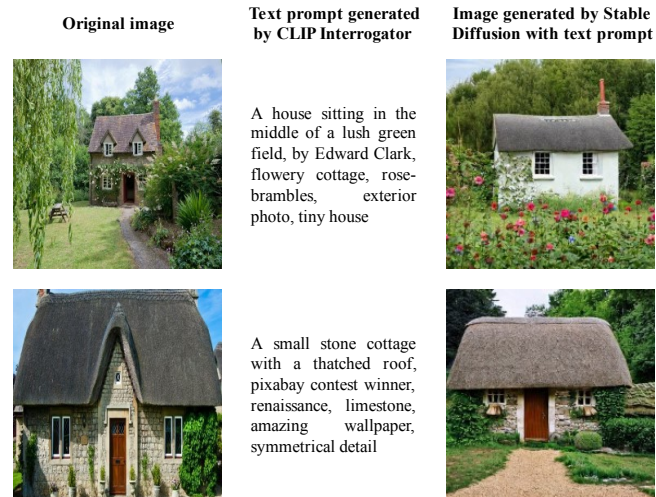 Original image
Text prompt generated
by CLIP Interrogator
Image generated by Stable
Diffusion with text prompt
A house sitting in the
middle of a lush green
field, by Edward Clark,
flowery cottage, rose-
brambles, exterior
photo, tiny house
A small stone cottage
with a thatched roof,
pixabay contest winner,
renaissance, limestone,
amazing wallpaper,
symmetrical detail